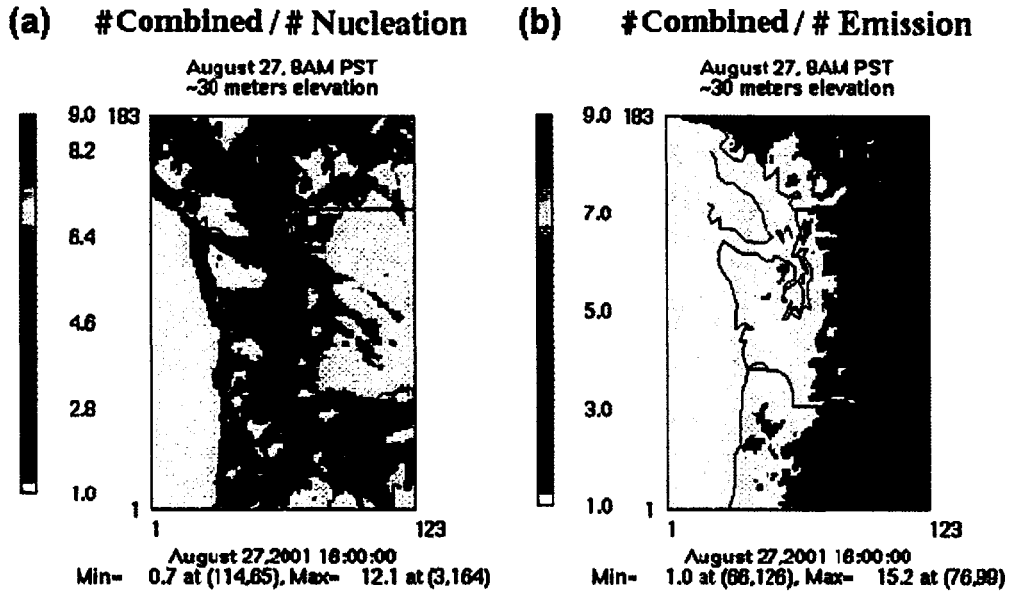 (a) #Combined / # Nucleation
August 27, 8AM PST
~30 meters elevation
9.0
8.2
6.4
4.6
2.8
1.0
183
1
1
123
August 27,2001 16:00:00
Min= 0.7 at (114,65), Max= 12.1 at (3,164)
(b) #Combined / # Emission
August 27, 8AM PST
~30 meters elevation
9.0
7.0
5.0
3.0
1.0
183
1
1
123
August 27,2001 16:00:00
Min= 1.0 at (66,126), Max= 15.2 at (76,99)